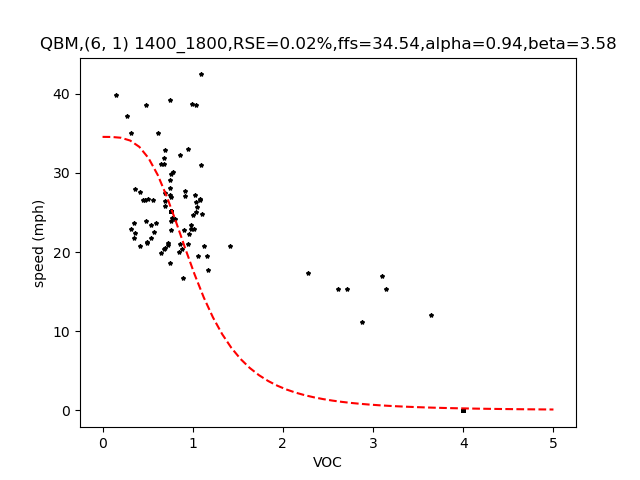 QBM,(6, 1) 1400_1800,RSE=0.02%,ffs=34.54,alpha=0.94,beta=3.58
40
30
20
10
0
speed (mph)
0 1 2 3 4 5
VOC